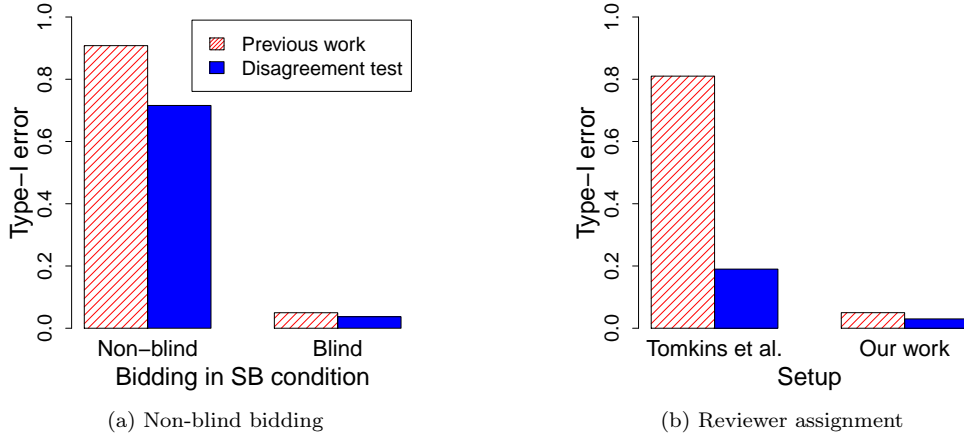 Type−I error
0.0 0.2 0.4 0.6 0.8 1.0
Previous work
Disagreement test
Non−blind Blind
Bidding in SB condition
(a) Non-blind bidding
Type−I error
0.0 0.2 0.4 0.6 0.8 1.0
Tomkins et al. Our work
Setup
(b) Reviewer assignment